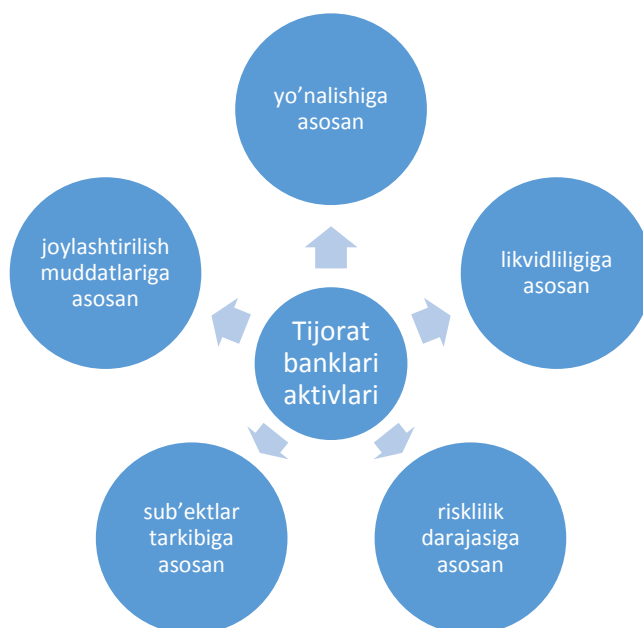 yo’nalishiga
asosan
joylashtirilish
muddatlariga
asosan
likvidliligiga
asosan
Tijorat
banklari
aktivlari
sub’ektlar
tarkibiga
asosan
risklilik
darajasiga
asosan